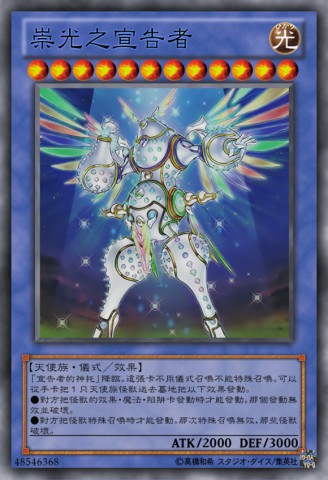 崇光之宣告者
ひかり
光
【天使族・儀式／效果】
「宣告者的神托」降臨。這張卡不用儀式召喚不能特殊召喚。可以
從手卡把1只天使族怪獸送去墓地把以下效果發動。
●對方把怪獸的效果・魔法・陷阱卡發動時才能發動。那個發動無
效並破壞。
●對方把怪獸特殊召喚時才能發動。那次特殊召喚無效，那些怪獸
破壞。
ATK/2000 DEF/3000
48546368
©高橋和希 スタジオ・ダイス/集英社